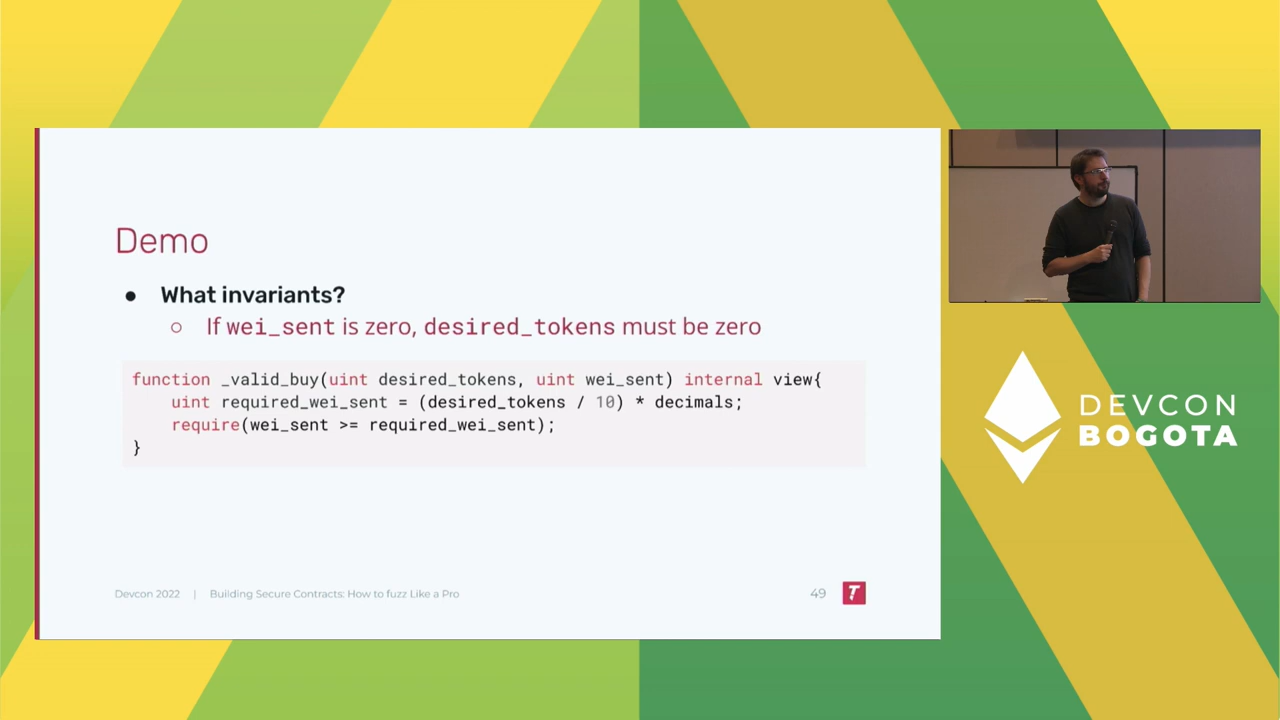 Demo
● What invariants?
○ If wei_sent is zero, desired_tokens must be zero
function _valid_buy(uint desired_tokens, uint wei_sent) internal view{
    uint required_wei_sent = (desired_tokens / 10) * decimals;
    require(wei_sent >= required_wei_sent);
}
Devcon 2022 | Building Secure Contracts: How to fuzz Like a Pro
49
DEVCON
BOGOTA